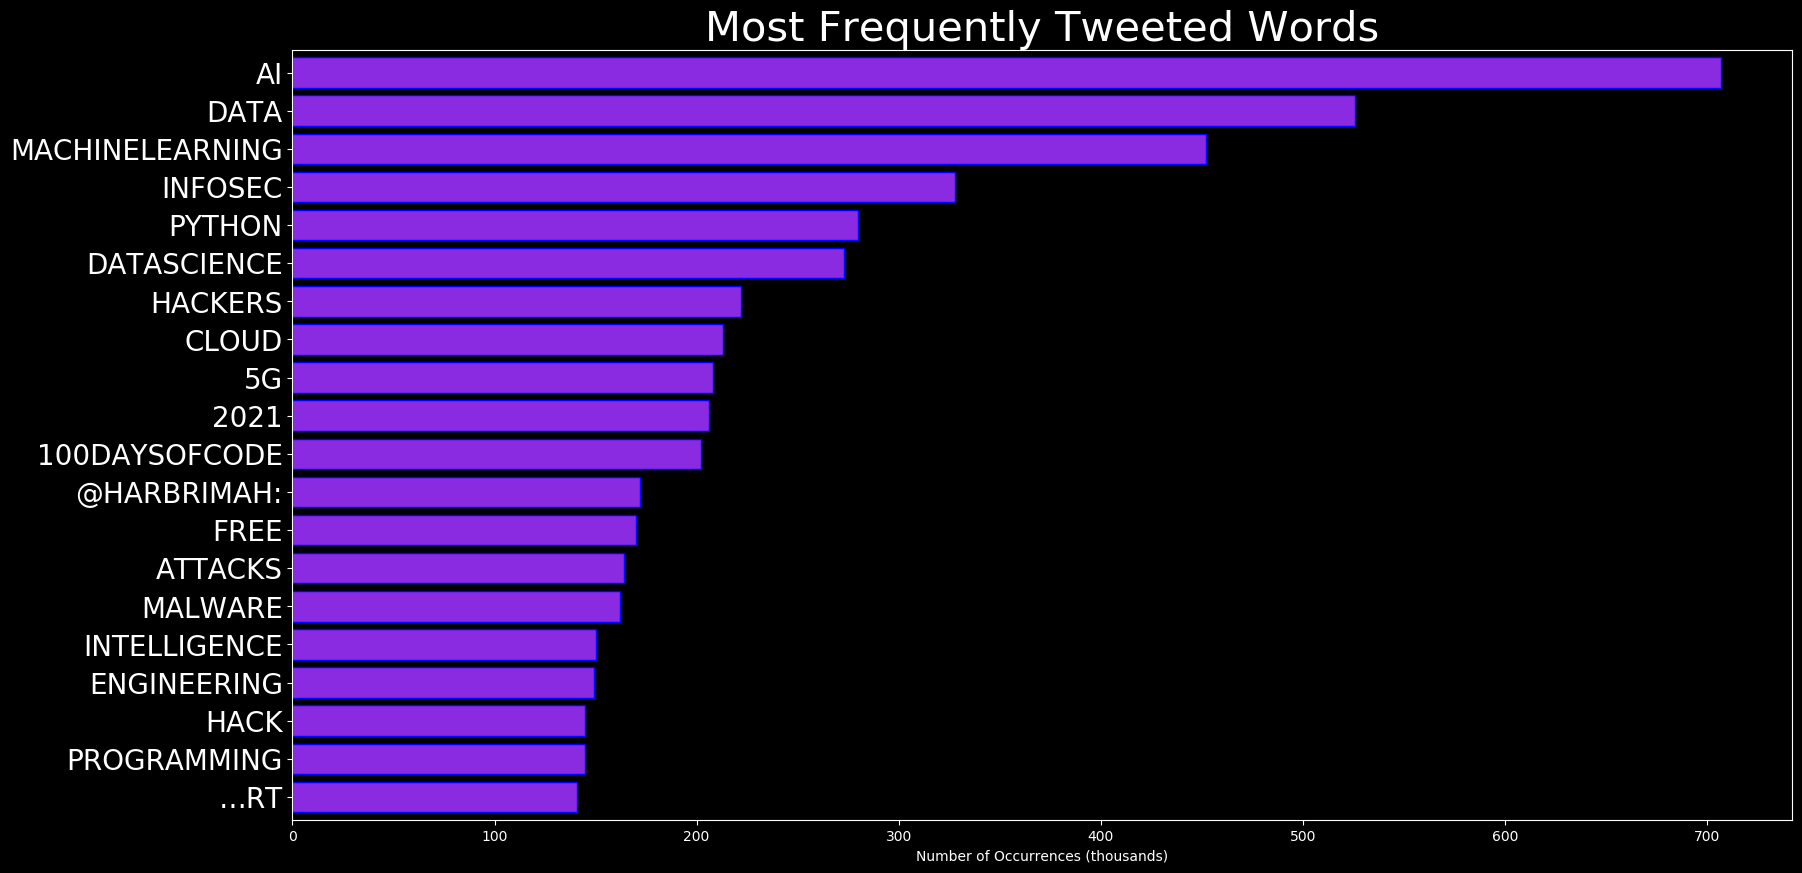 Most Frequently Tweeted Words
AI
DATA
MACHINELEARNING
INFOSEC
PYTHON
DATASCIENCE
HACKERS
CLOUD
5G
2021
100DAYSOFCODE
@HARBRIMAH:
FREE
ATTACKS
MALWARE
INTELLIGENCE
ENGINEERING
HACK
PROGRAMMING
…RT
0 100 200 300 400 500 600 700
Number of Occurrences (thousands)